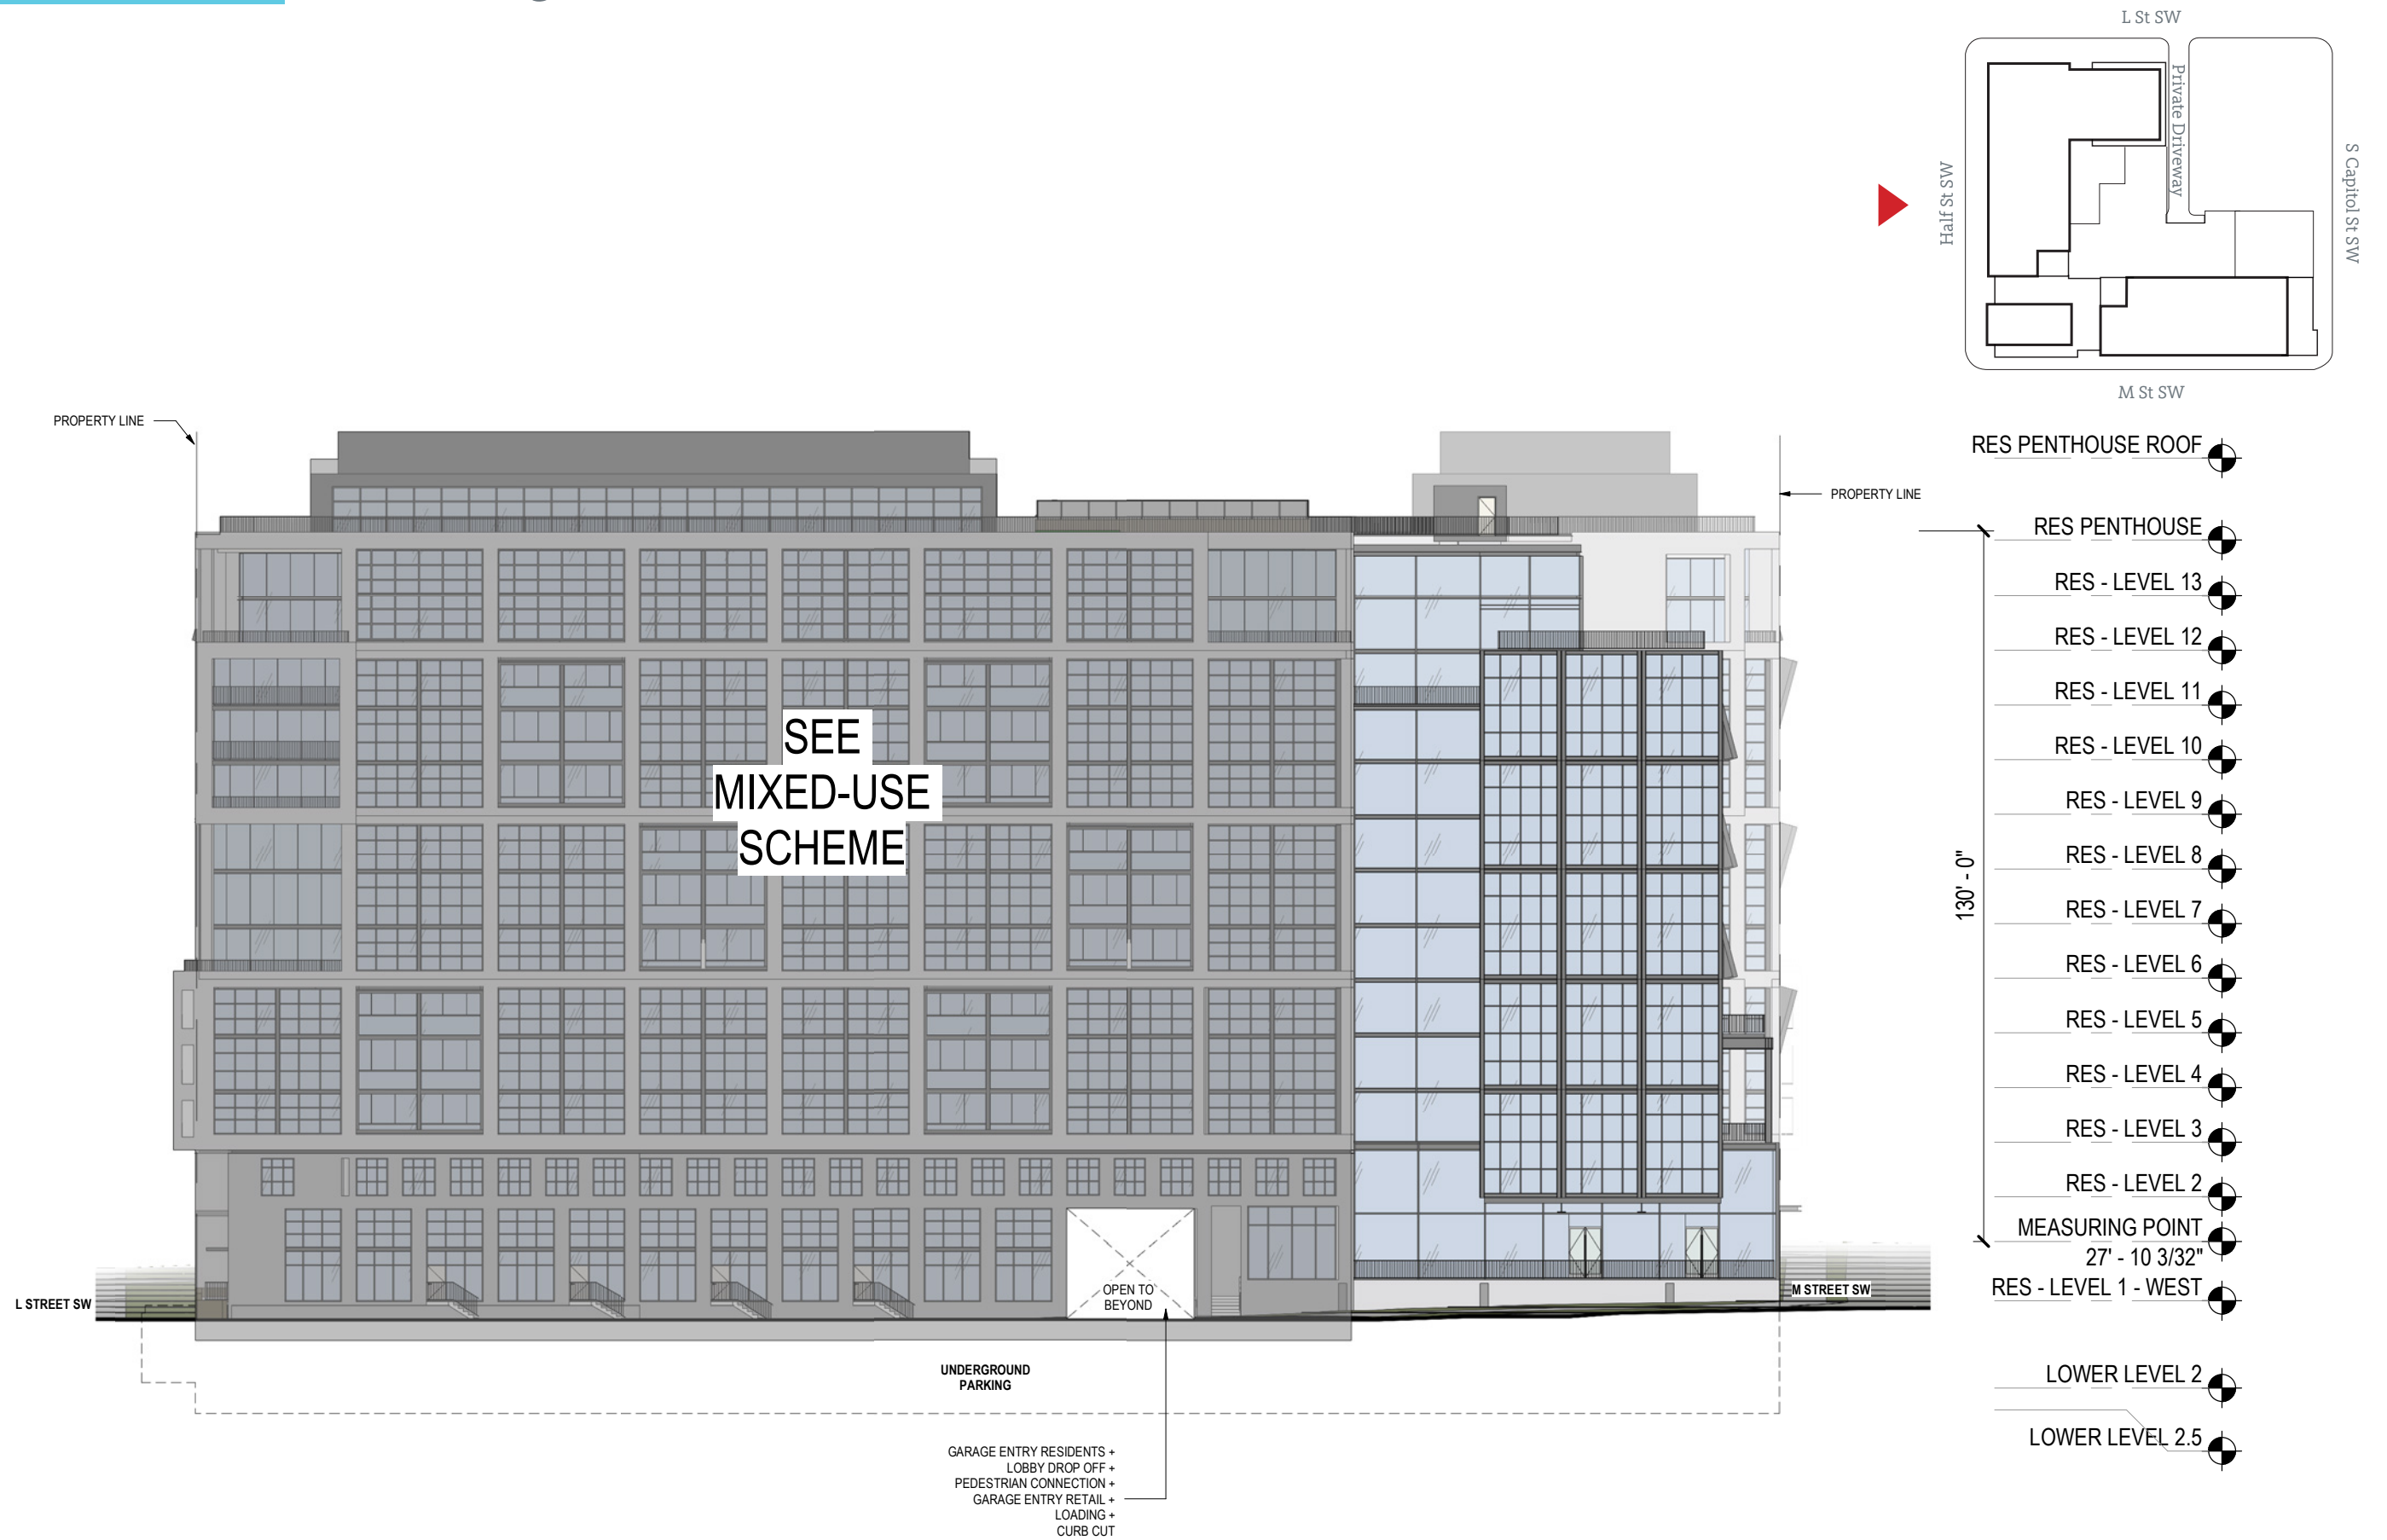 L St SW
Private Driveway
Half St SW
S Capitol St SW
M St SW
PROPERTY LINE
PROPERTY LINE
RES PENTHOUSE ROOF
RES PENTHOUSE
RES - LEVEL 13
RES - LEVEL 12
RES - LEVEL 11
RES - LEVEL 10
RES - LEVEL 9
RES - LEVEL 8
RES - LEVEL 7
RES - LEVEL 6
RES - LEVEL 5
RES - LEVEL 4
RES - LEVEL 3
RES - LEVEL 2
MEASURING POINT
27' - 10 3/32"
RES - LEVEL 1 - WEST
LOWER LEVEL 2
LOWER LEVEL 2.5
130' - 0"
SEE
MIXED-USE
SCHEME
OPEN TO
BEYOND
L STREET SW
M STREET SW
UNDERGROUND
PARKING
GARAGE ENTRY RESIDENTS +
LOBBY DROP OFF +
PEDESTRIAN CONNECTION +
GARAGE ENTRY RETAIL +
LOADING +
CURB CUT